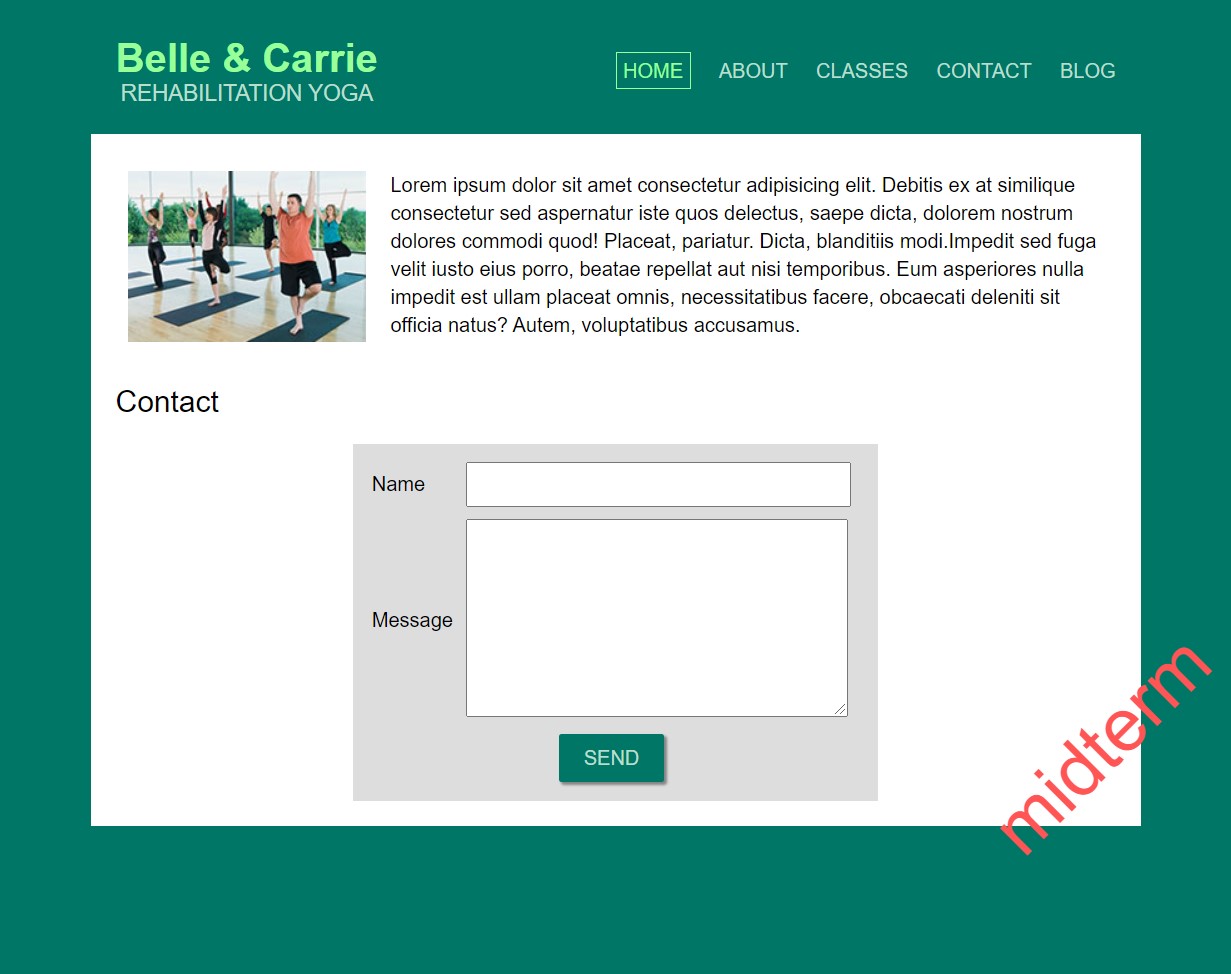 Belle & Carrie
REHABILITATION YOGA
HOME ABOUT CLASSES CONTACT BLOG
Lorem ipsum dolor sit amet consectetur adipisicing elit. Debitis ex at similique
consectetur sed aspernatur iste quos delectus, saepe dicta, dolorem nostrum
dolores commodi quod! Placeat, pariatur. Dicta, blanditiis modi.Impedit sed fuga
velit iusto eius porro, beatae repellat aut nisi temporibus. Eum asperiores nulla
impedit est ullam placeat omnis, necessitatibus facere, obcaecati deleniti sit
officia natus? Autem, voluptatibus accusamus.
Contact
Name
Message
SEND
midterm